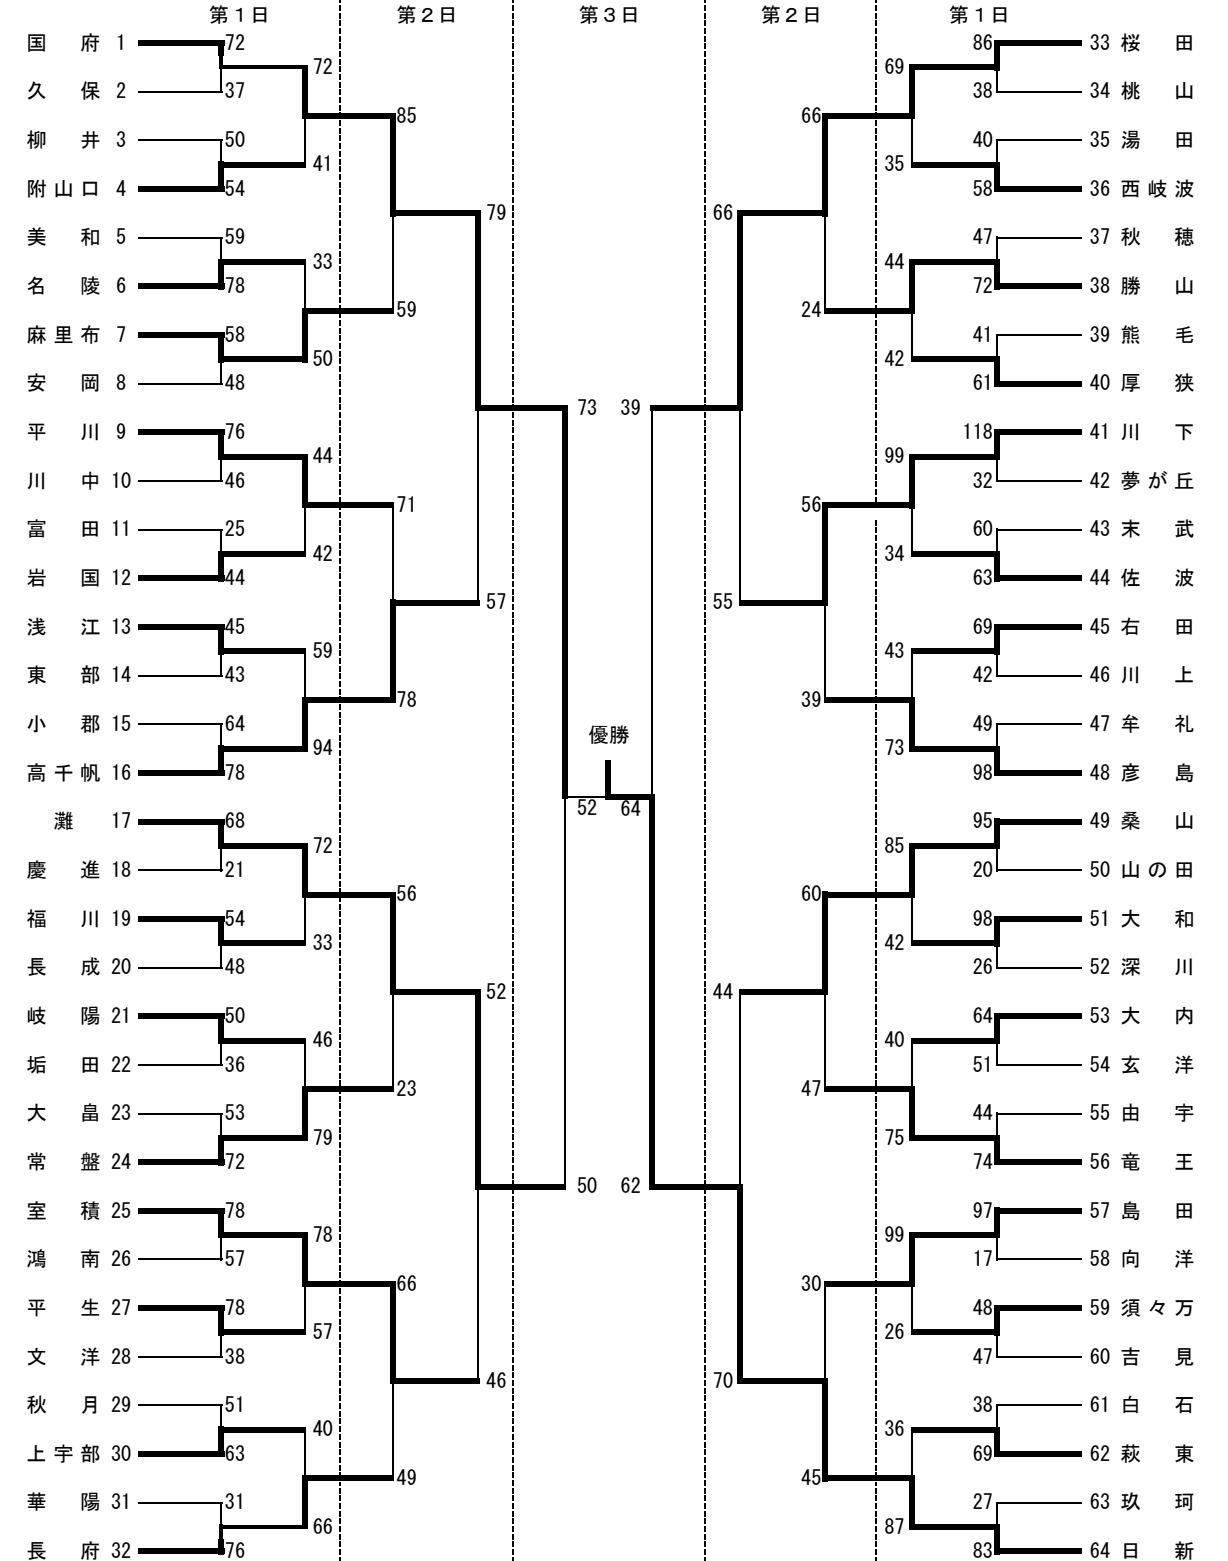 第１日 第２日 第３日 第２日 第１日
国府 1 72 86 33 桜田
72 69
久保 2 37 38 34 桃山
85 66
柳井 3 50 40 35 湯田
41 35
附山口 4 54 58 36 西岐波
79 66
美和 5 59 47 37 秋穂
33 44
名陵 6 78 72 38 勝山
59 24
麻里布 7 58 41 39 熊毛
50 42
安岡 8 48 61 40 厚狭
73 39
平川 9 76 118 41 川下
44 99
川中 10 46 32 42 夢が丘
71 56
富田 11 25 60 43 末武
42 34
岩国 12 44 63 44 佐波
57 55
浅江 13 45 69 45 右田
59 43
東部 14 43 42 46 川上
78 39
小郡 15 64 49 47 牟礼
優勝
94 73
高千帆 16 78 98 48 彦島
52 64
灘 17 68 95 49 桑山
72 85
慶進 18 21 20 50 山の田
56 60
福川 19 54 98 51 大和
33 42
長成 20 48 26 52 深川
52 44
岐陽 21 50 64 53 大内
46 40
垢田 22 36 51 54 玄洋
23 47
大畠 23 53 44 55 由宇
79 75
常盤 24 72 74 56 竜王
50 62
室積 25 78 97 57 島田
78 99
鴻南 26 57 17 58 向洋
66 30
平生 27 78 48 59 須々万
57 26
文洋 28 38 47 60 吉見
46 70
秋月 29 51 38 61 白石
40 36
上宇部 30 63 69 62 萩東
49 45
華陽 31 31 27 63 玖珂
66 87
長府 32 76 83 64 日新